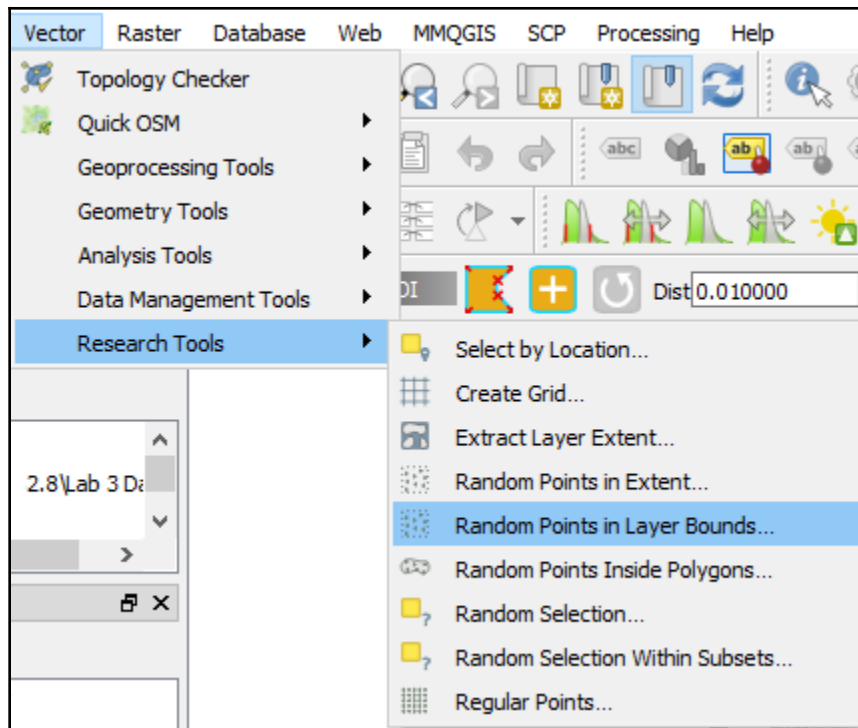 Vector Raster Database Web MMQGIS SCP Processing Help
Topology Checker
Quick OSM
Geoprocessing Tools
Geometry Tools
Analysis Tools
Data Management Tools
Research Tools
abc
ab
ab
DI
Dist 0.010000
Select by Location...
Create Grid...
Extract Layer Extent...
Random Points in Extent...
Random Points in Layer Bounds...
Random Points Inside Polygons...
Random Selection...
Random Selection Within Subsets...
Regular Points...
2.8\Lab 3 Da